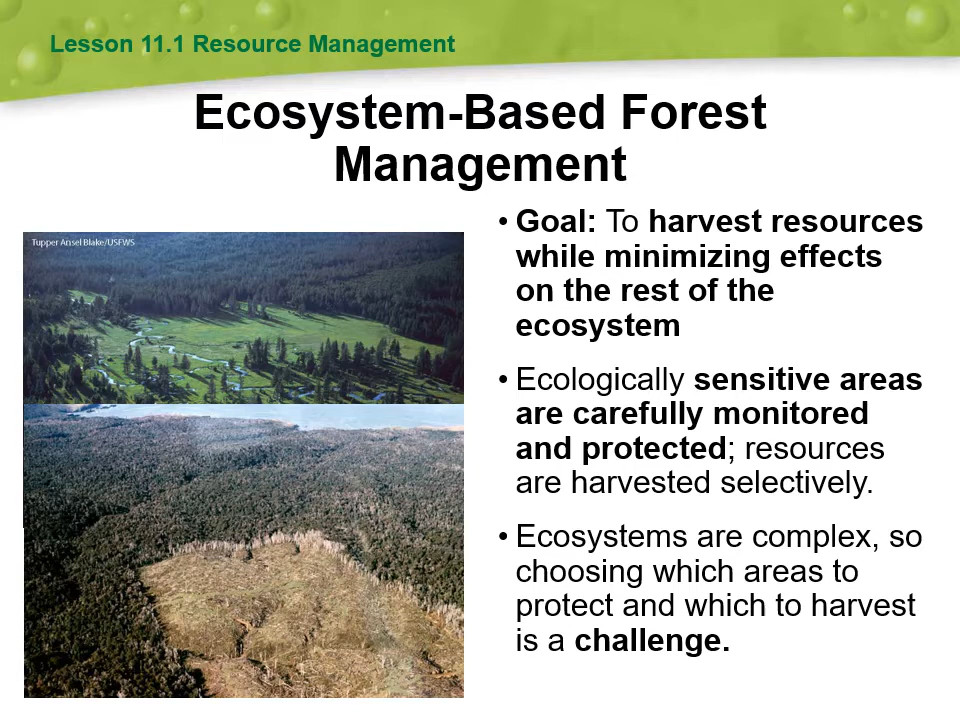 Lesson 11.1 Resource Management
Ecosystem-Based Forest
Management
Tupper Ansel Blake/USFWS
• Goal: To harvest resources
while minimizing effects
on the rest of the
ecosystem
• Ecologically sensitive areas
are carefully monitored
and protected; resources
are harvested selectively.
• Ecosystems are complex, so
choosing which areas to
protect and which to harvest
is a challenge.